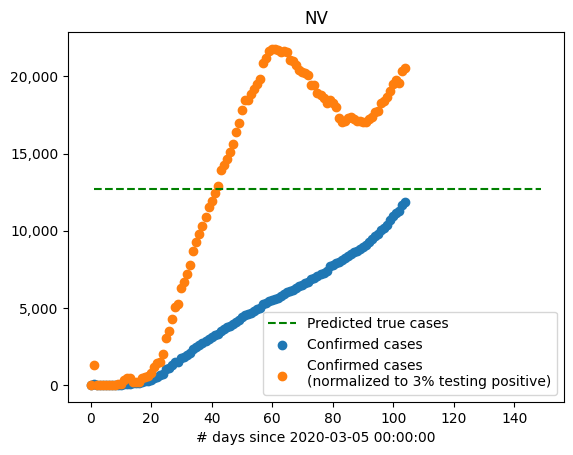 NV
20,000
15,000
10,000
5,000
0
Predicted true cases
Confirmed cases
Confirmed cases
(normalized to 3% testing positive)
0 20 40 60 80 100 120 140
# days since 2020-03-05 00:00:00